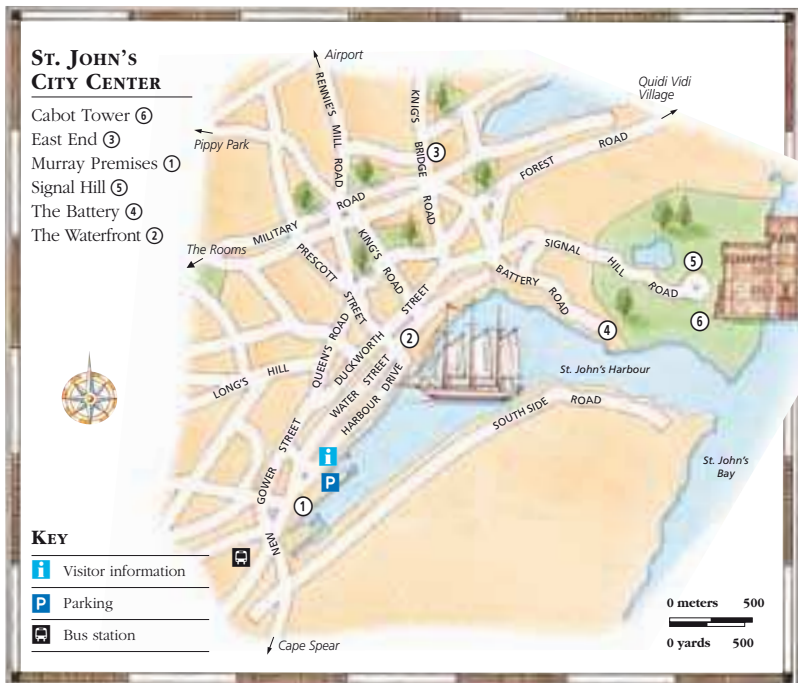 ST. JOHN'S
CITY CENTER
Cabot Tower ⑥
East End ③
Murray Premises ①
Signal Hill ⑤
The Battery ④
The Waterfront ②
Airport
Quidi Vidi
Village
Pippy Park
The Rooms
RENNIE'S MILL ROAD
KNIG'S BRIDGE ROAD
③
FOREST ROAD
MILITARY ROAD
KING'S ROAD
PRESCOTT STREET
SIGNAL HILL ROAD
⑤
BATTERY ROAD
⑥
④
QUEEN'S ROAD
DUCKWORTH STREET
②
WATER STREET
HARBOUR DRIVE
St. John's Harbour
LONG'S HILL
SOUTH SIDE ROAD
St. John's
Bay
NEW GOWER STREET
i
P
①
Cape Spear
KEY
i Visitor information
P Parking
Bus station
0 meters 500
0 yards 500